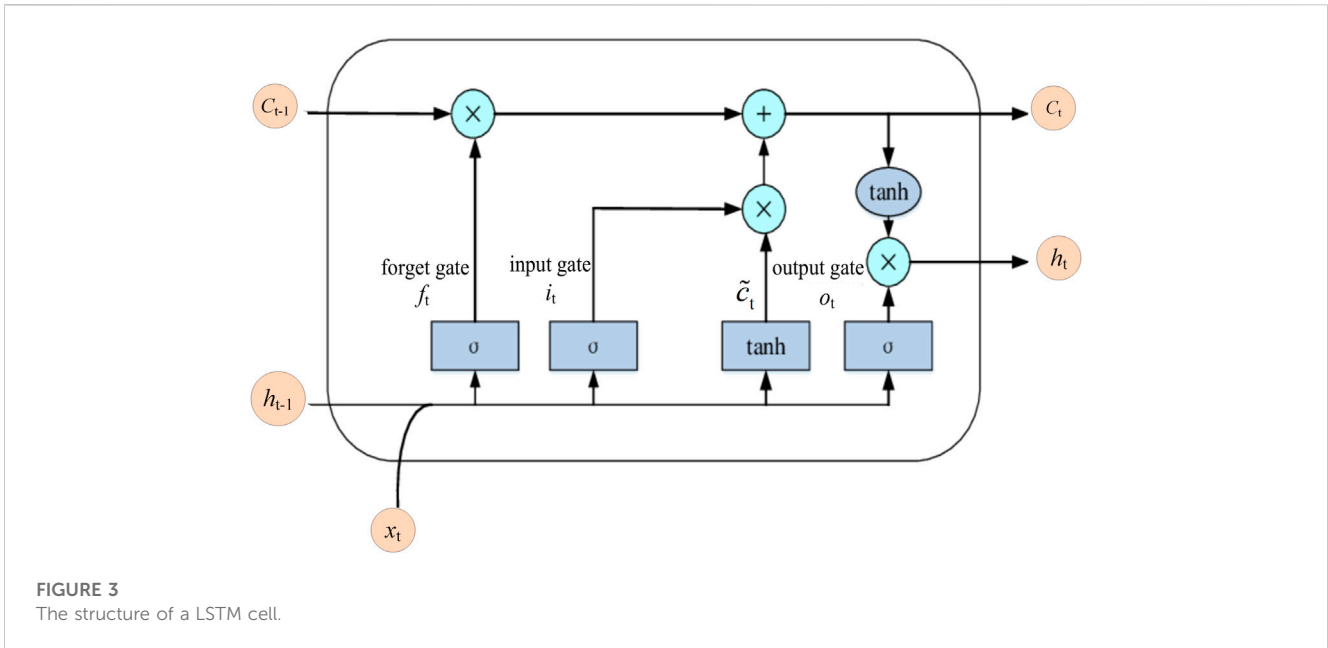 C_t-1
×
+
C_t
tanh
×
forget gate
f_t
input gate
i_t
c̃_t
output gate
o_t
×
h_t
σ
σ
tanh
σ
h_t-1
x_t
FIGURE 3
The structure of a LSTM cell.